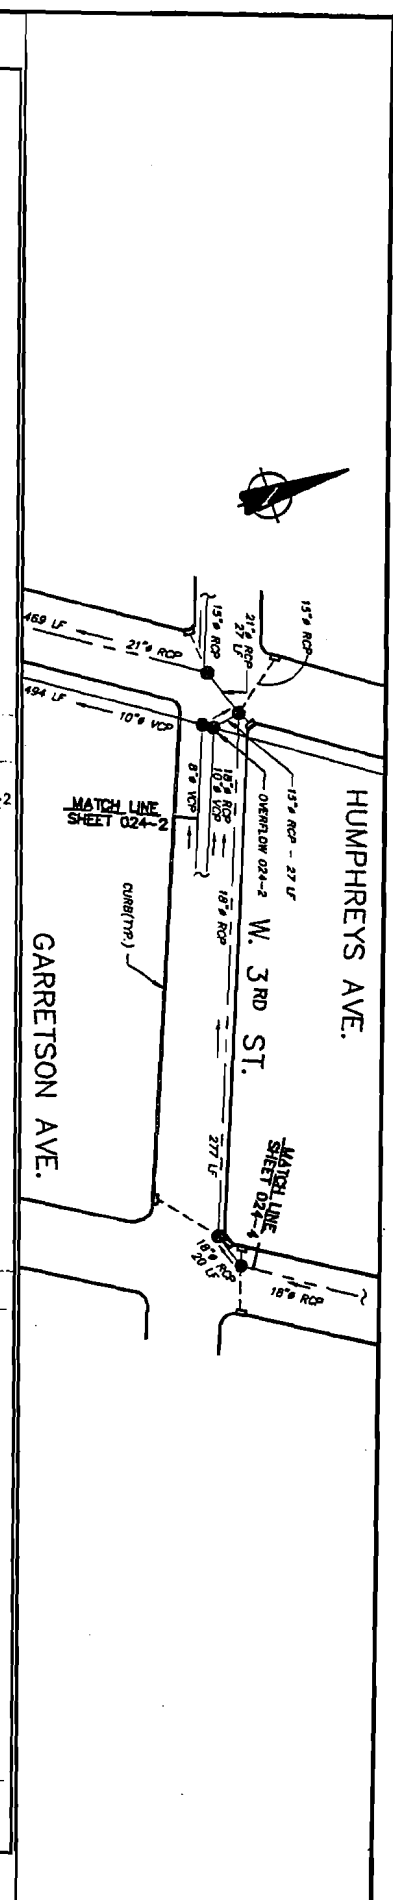 HUMPHREYS AVE.
15"ø RCP
21"ø RCP
27 LF
15"ø RCP
15"ø RCP - 27 LF
OVERFLOW 024-2
18"ø RCP
10"ø VCP
8"ø VCP
21"ø RCP
469 LF
10"ø VCP
494 LF
MATCH LINE
SHEET 024-2
W. 3RD ST.
18"ø RCP
277 LF
CURB(TYP.)
GARRETSON AVE.
MATCH LINE
SHEET 024-4
18"ø RCP
20 LF
18"ø RCP